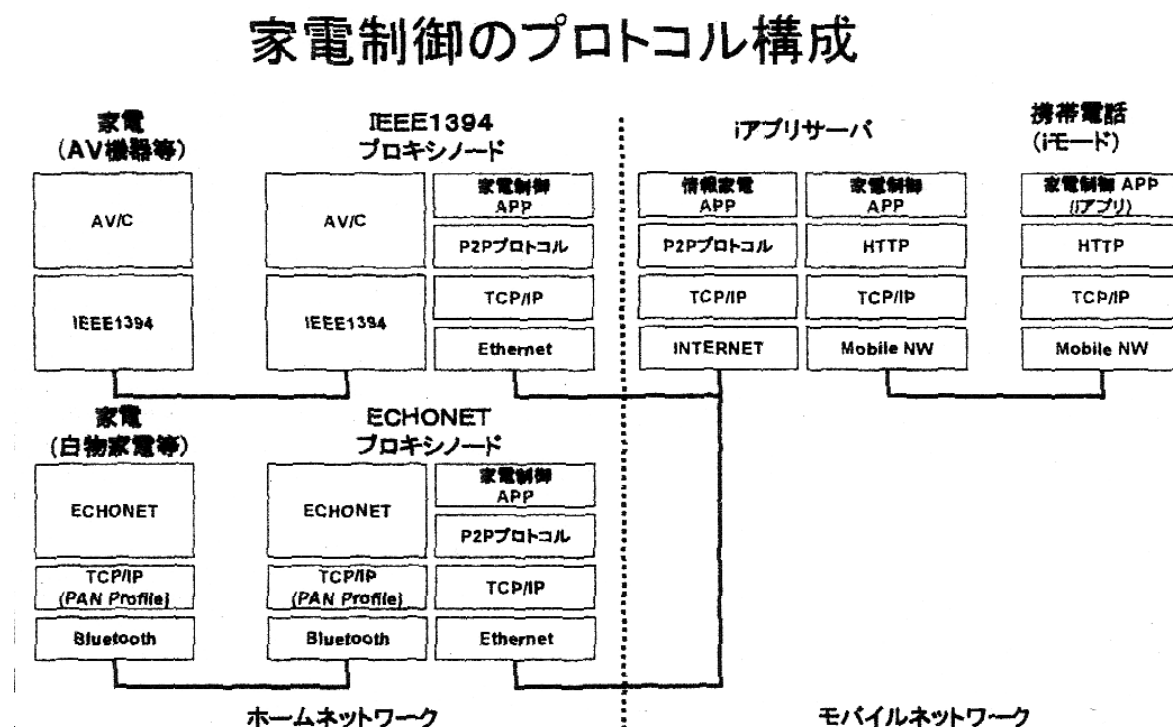 家電制御のプロトコル構成
家電
(AV機器等)
AV/C
IEEE1394
IEEE1394
プロキシノード
AV/C
IEEE1394
家電制御
APP
P2Pプロトコル
TCP/IP
Ethernet
iアプリサーバ
情報家電
APP
P2Pプロトコル
TCP/IP
INTERNET
家電制御
APP
HTTP
TCP/IP
Mobile NW
携帯電話
(iモード)
家電制御 APP
(iアプリ)
HTTP
TCP/IP
Mobile NW
家電
(白物家電等)
ECHONET
TCP/IP
(PAN Profile)
Bluetooth
ECHONET
プロキシノード
ECHONET
TCP/IP
(PAN Profile)
Bluetooth
家電制御
APP
P2Pプロトコル
TCP/IP
Ethernet
ホームネットワーク
モバイルネットワーク